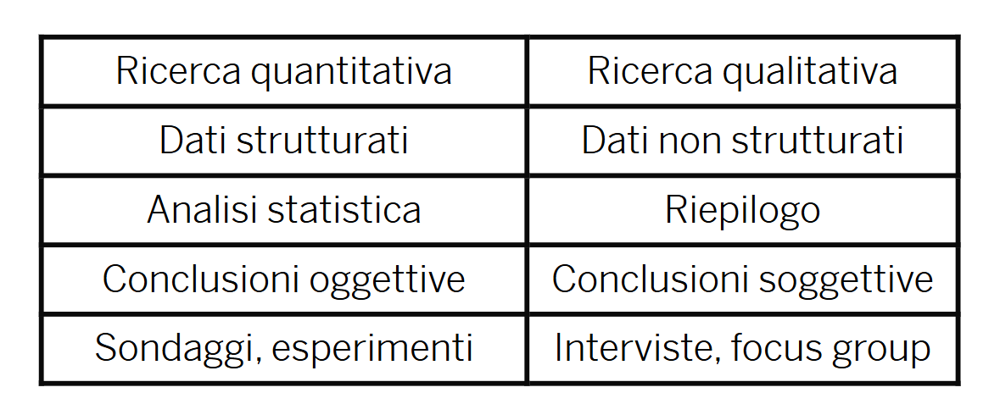 Ricerca quantitativa
Ricerca qualitativa
Dati strutturati
Dati non strutturati
Analisi statistica
Riepilogo
Conclusioni oggettive
Conclusioni soggettive
Sondaggi, esperimenti
Interviste, focus group